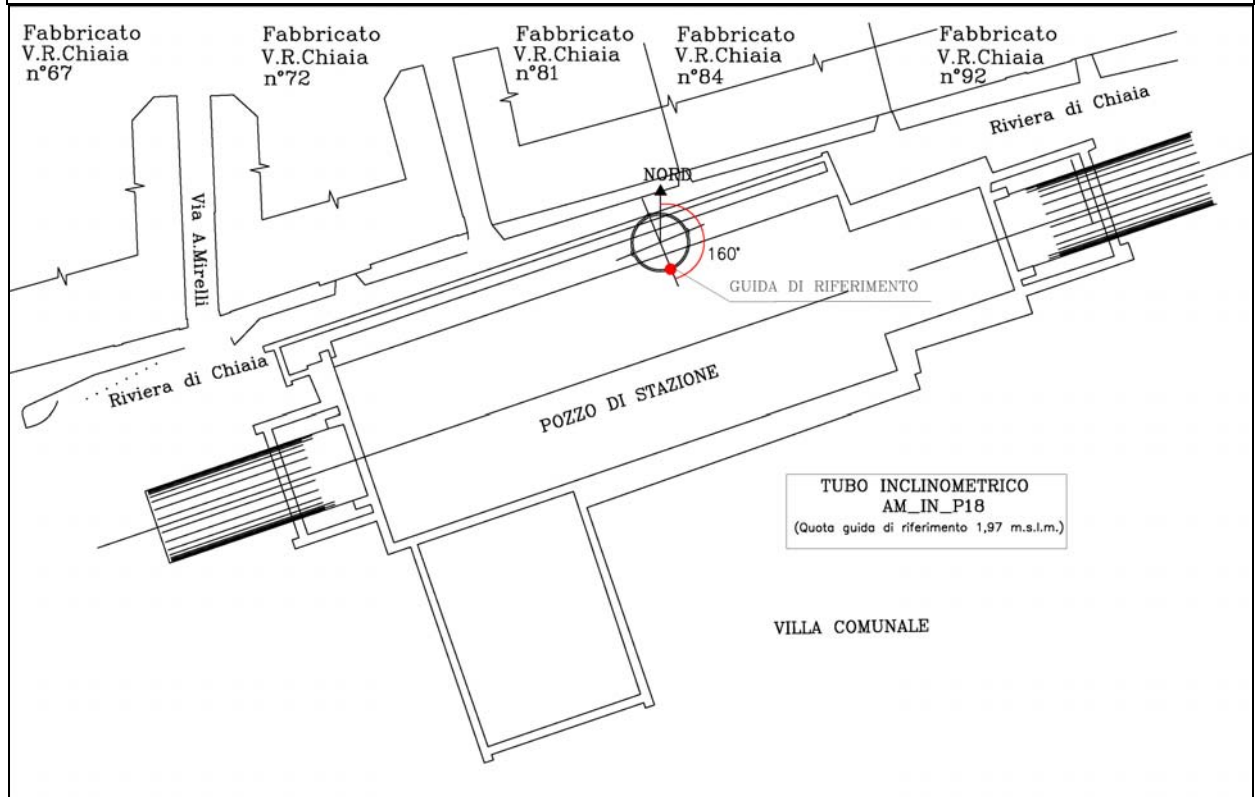 Fabbricato
V.R.Chiaia
n°67
Fabbricato
V.R.Chiaia
n°72
Fabbricato
V.R.Chiaia
n°81
Fabbricato
V.R.Chiaia
n°84
Fabbricato
V.R.Chiaia
n°92
Riviera di Chiaia
NORD
Via A.Mirelli
160°
GUIDA DI RIFERIMENTO
Riviera di Chiaia
POZZO DI STAZIONE
TUBO INCLINOMETRICO
AM_IN_P18
(Quota guida di riferimento 1,97 m.s.l.m.)
VILLA COMUNALE